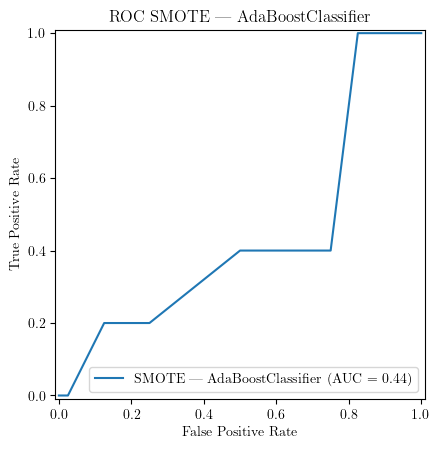 ROC SMOTE — AdaBoostClassifier
1.0
0.8
0.6
0.4
0.2
0.0
True Positive Rate
SMOTE — AdaBoostClassifier (AUC = 0.44)
0.0 0.2 0.4 0.6 0.8 1.0
False Positive Rate